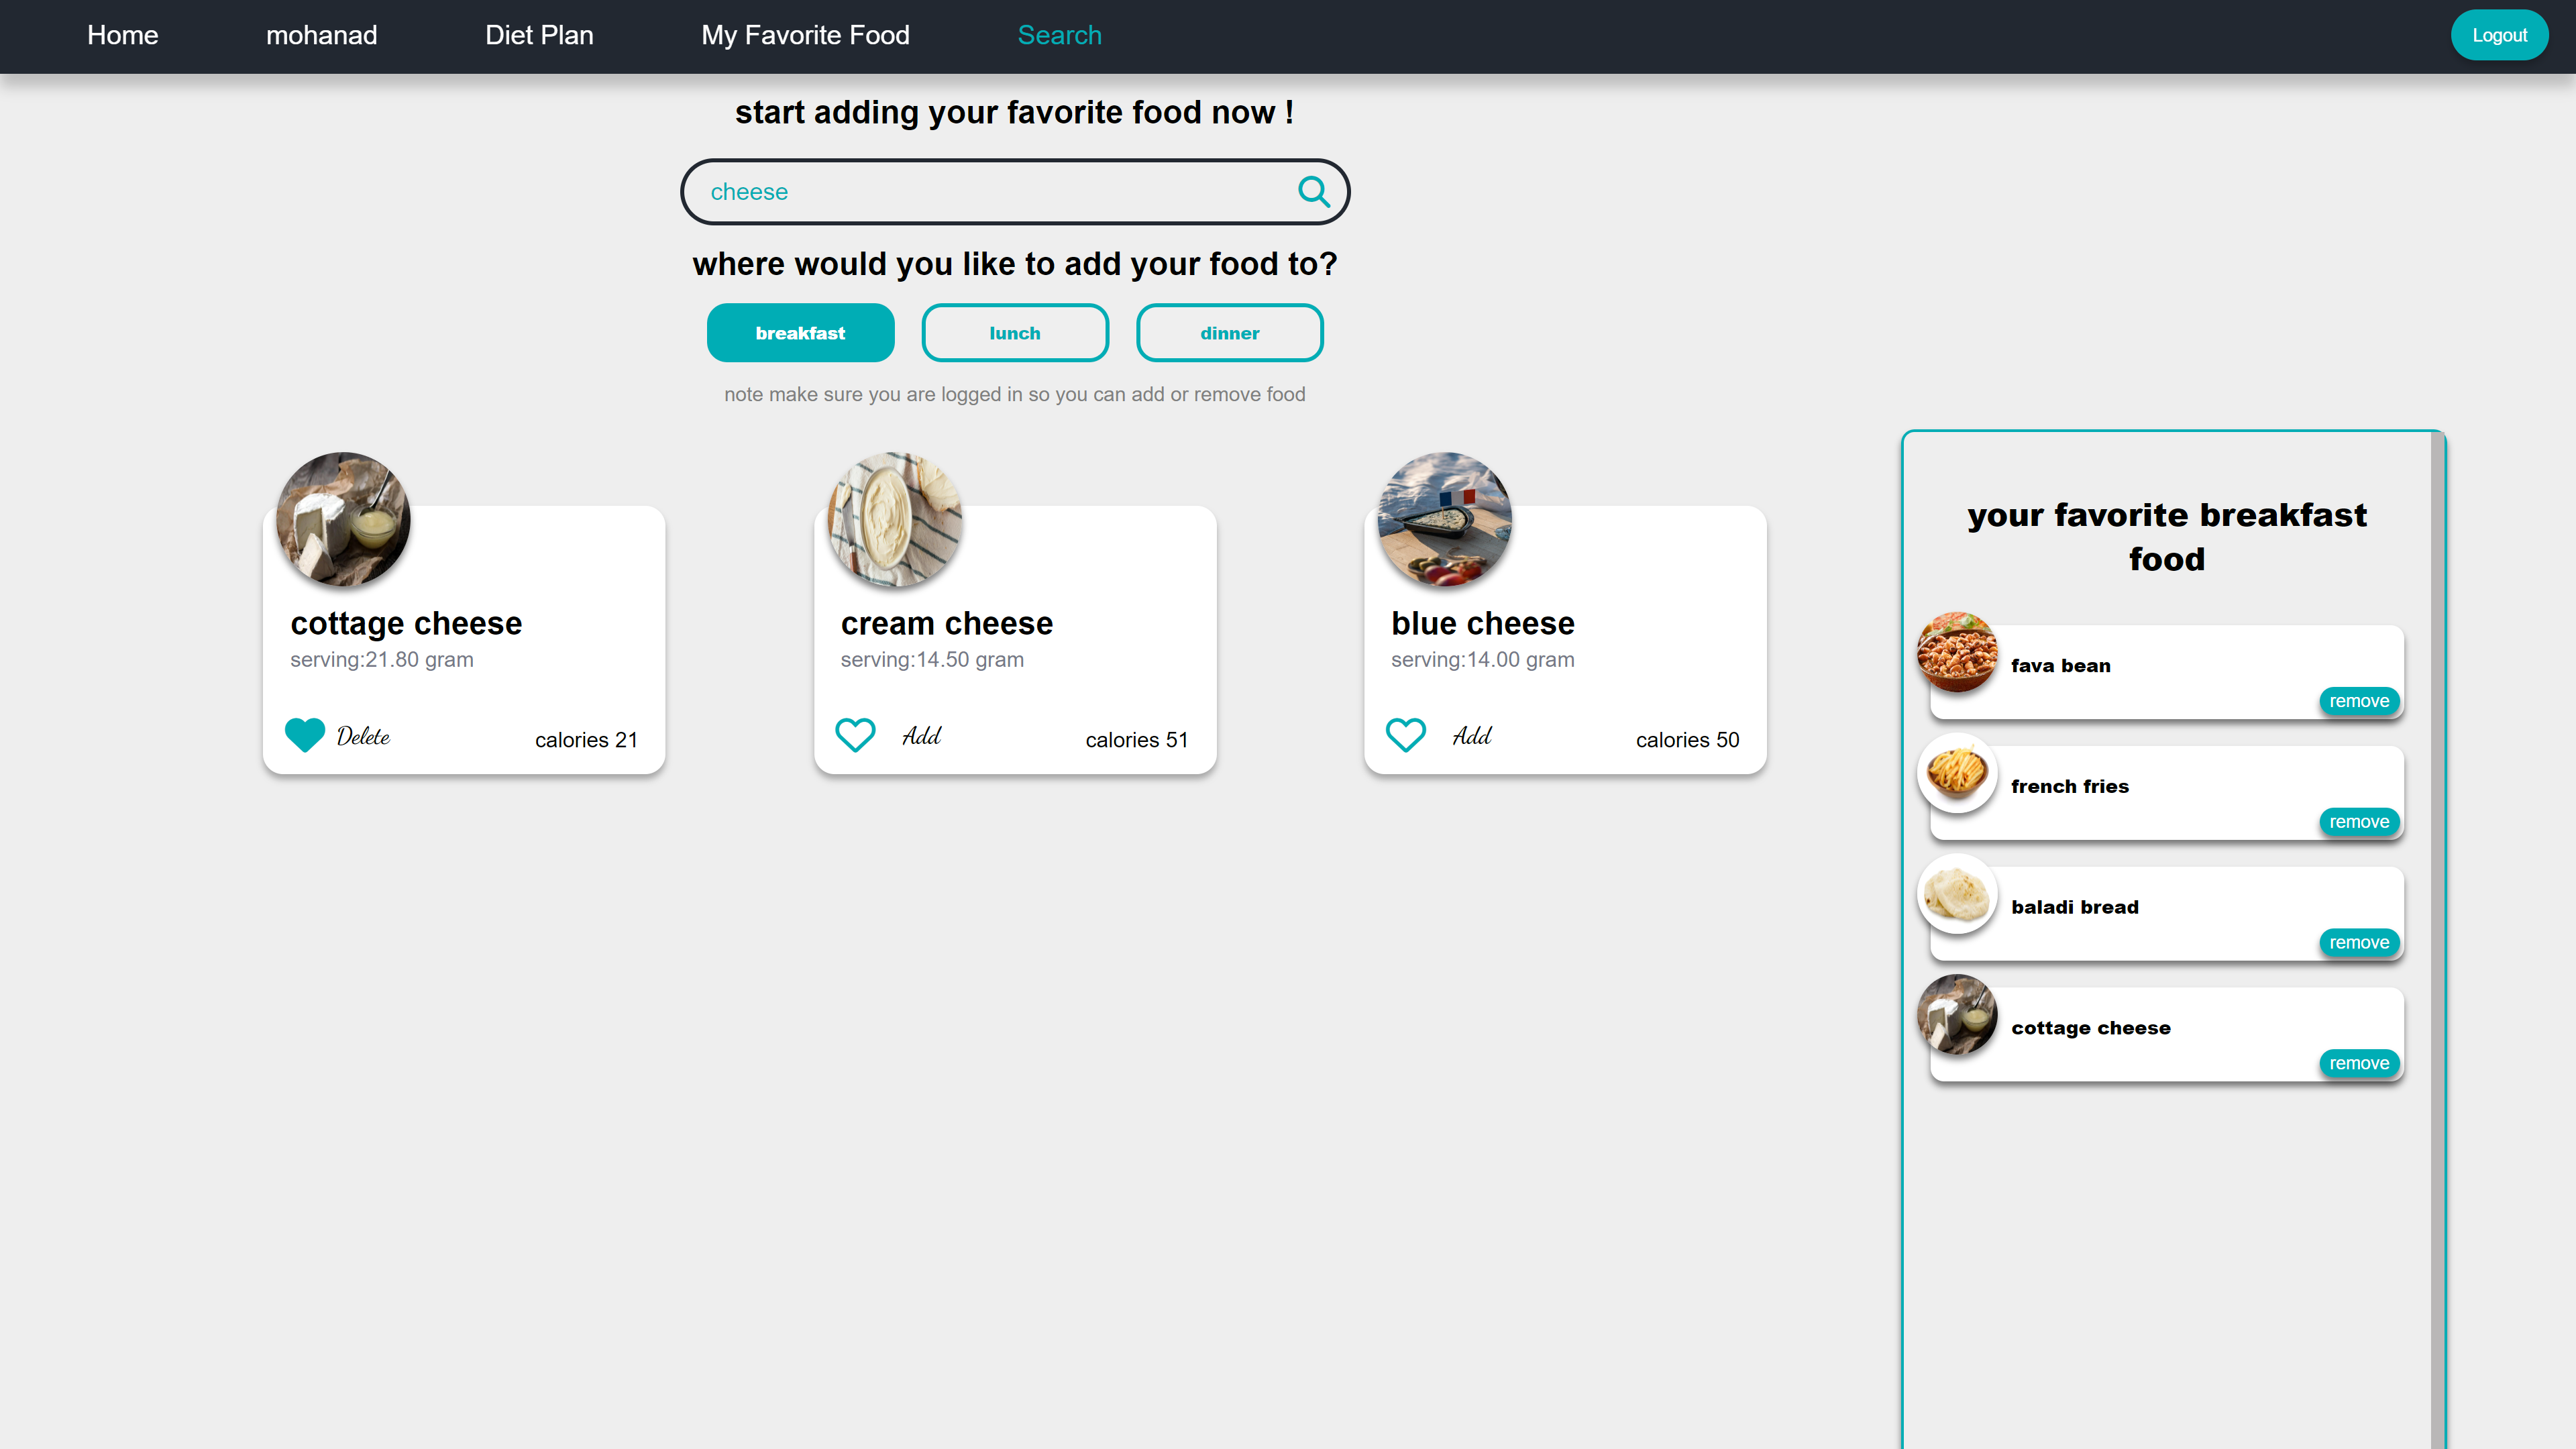 Home mohanad Diet Plan My Favorite Food Search Logout
start adding your favorite food now !
cheese
where would you like to add your food to?
breakfast lunch dinner
note make sure you are logged in so you can add or remove food
cottage cheese
serving:21.80 gram
Delete calories 21
cream cheese
serving:14.50 gram
Add calories 51
blue cheese
serving:14.00 gram
Add calories 50
your favorite breakfast
food
fava bean
remove
french fries
remove
baladi bread
remove
cottage cheese
remove